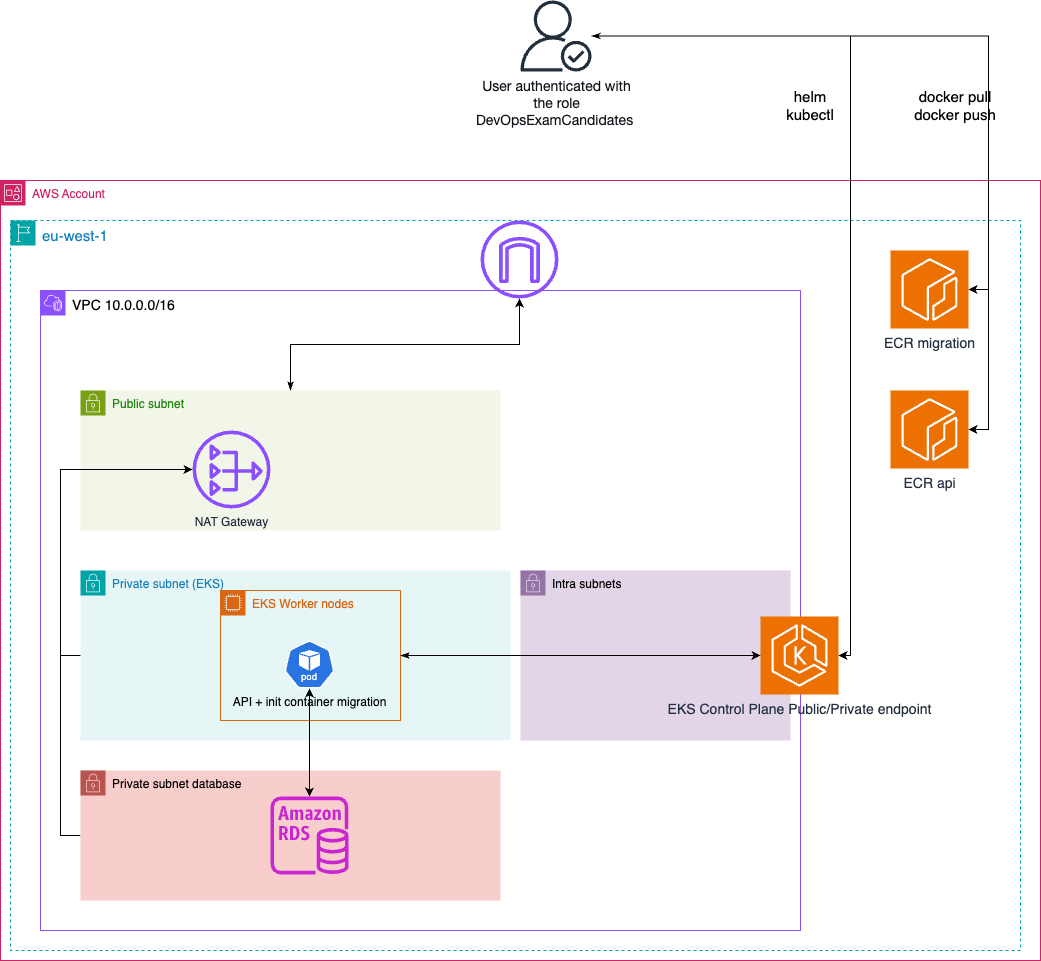 User authenticated with
the role
DevOpsExamCandidates
helm
kubectl
docker pull
docker push
AWS Account
eu-west-1
VPC 10.0.0.0/16
ECR migration
Public subnet
NAT Gateway
ECR api
Private subnet (EKS)
EKS Worker nodes
Intra subnets
K
pod
API + init container migration
EKS Control Plane Public/Private endpoint
Private subnet database
Amazon
RDS